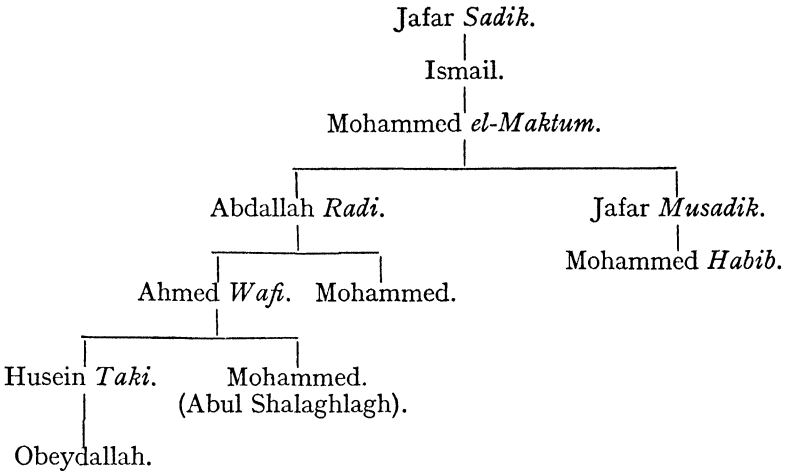 Jafar Sadik.
Ismail.
Mohammed el-Maktum.
Abdallah Radi.
Jafar Musadik.
Mohammed Habib.
Ahmed Wafi.
Mohammed.
Husein Taki.
Mohammed.
(Abul Shalaghlagh).
Obeydallah.